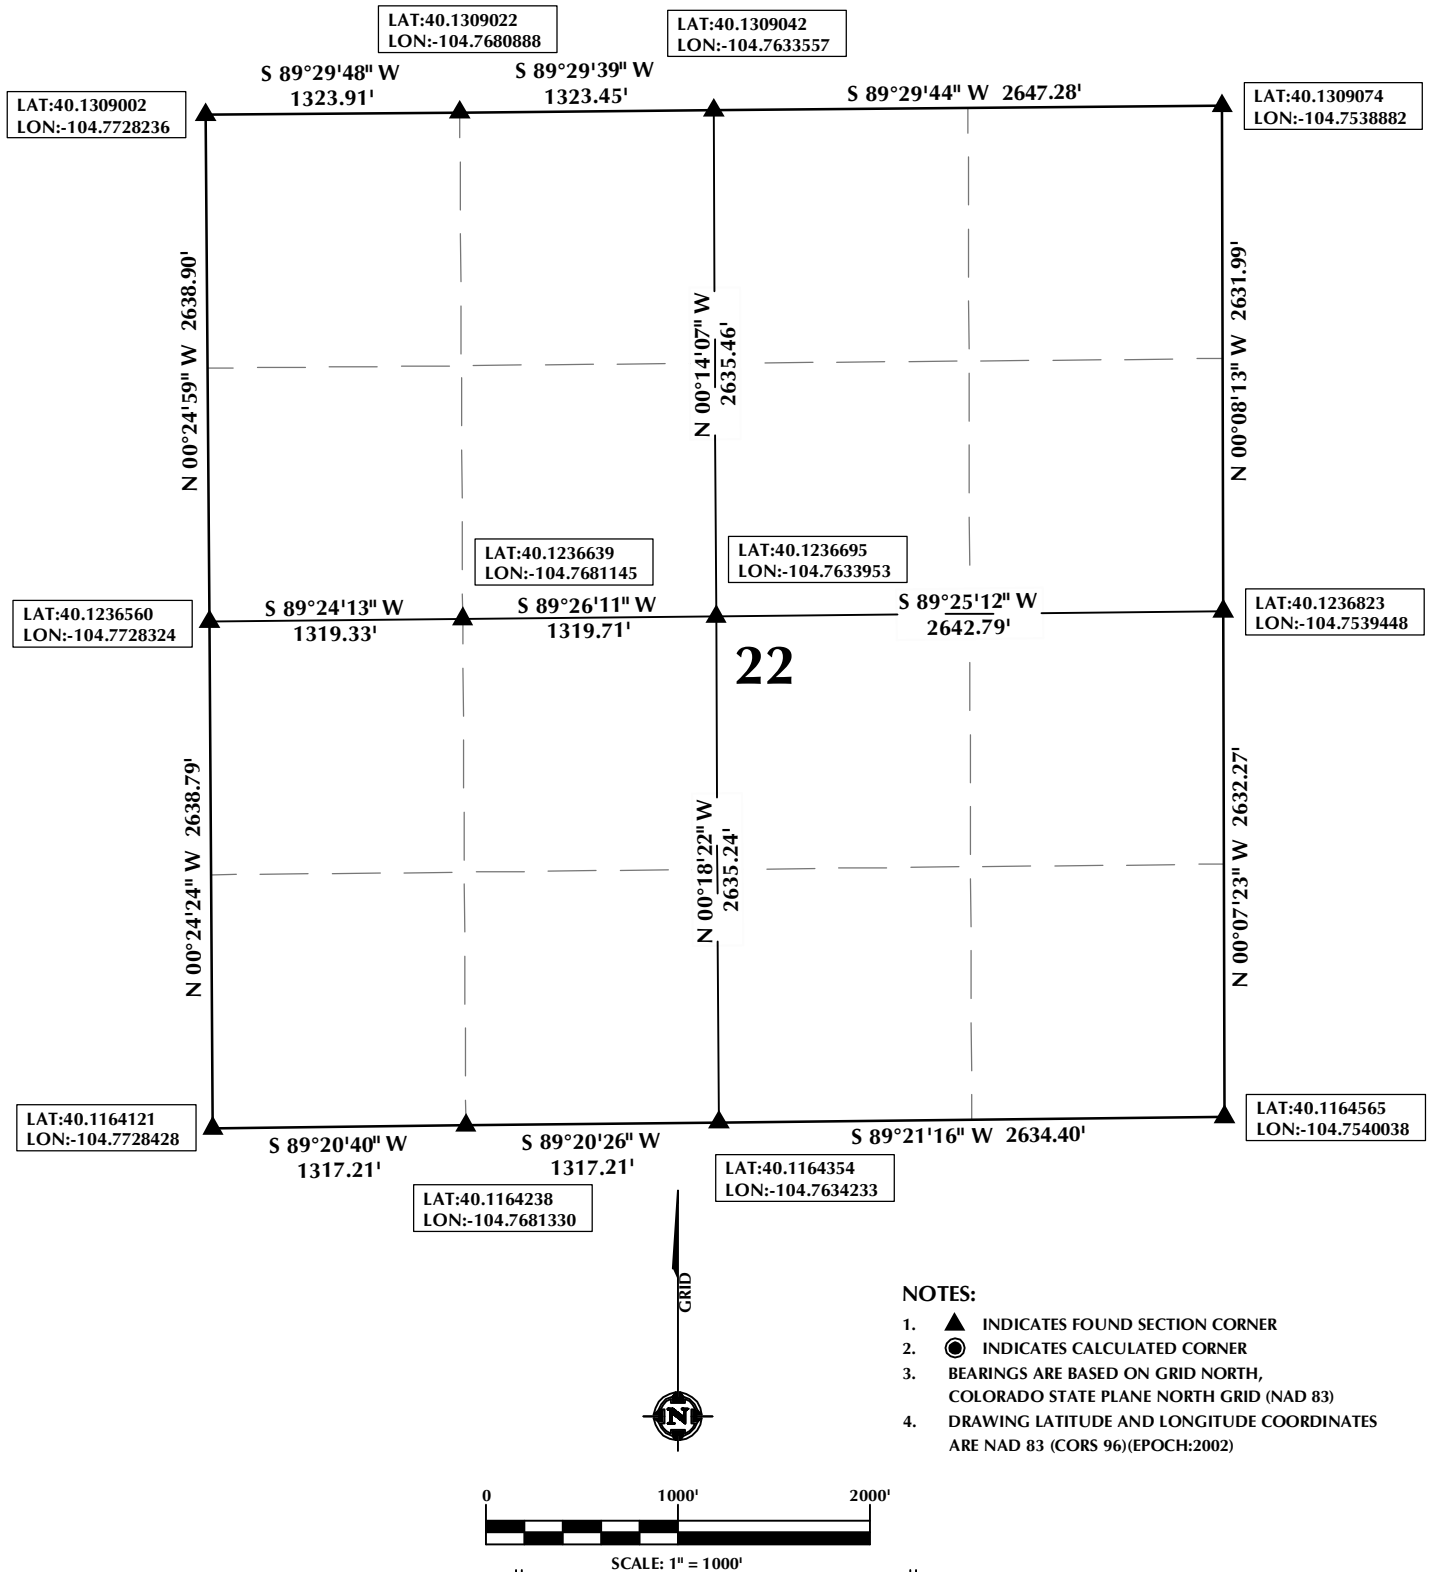 LAT:40.1309022
LON:-104.7680888
LAT:40.1309042
LON:-104.7633557
S 89°29'48" W
1323.91'
S 89°29'39" W
1323.45'
S 89°29'44" W 2647.28'
LAT:40.1309002
LON:-104.7728236
LAT:40.1309074
LON:-104.7538882
N 00°24'59" W 2638.90'
N 00°14'07" W
2635.46'
N 00°08'13" W 2631.99'
LAT:40.1236639
LON:-104.7681145
LAT:40.1236695
LON:-104.7633953
LAT:40.1236560
LON:-104.7728324
S 89°24'13" W
1319.33'
S 89°26'11" W
1319.71'
S 89°25'12" W
2642.79'
LAT:40.1236823
LON:-104.7539448
22
N 00°24'24" W 2638.79'
N 00°18'22" W
2635.24'
N 00°07'23" W 2632.27'
LAT:40.1164121
LON:-104.7728428
S 89°20'40" W
1317.21'
S 89°20'26" W
1317.21'
S 89°21'16" W 2634.40'
LAT:40.1164565
LON:-104.7540038
LAT:40.1164238
LON:-104.7681330
LAT:40.1164354
LON:-104.7634233
GRID
N
NOTES:
1. INDICATES FOUND SECTION CORNER
2. INDICATES CALCULATED CORNER
3. BEARINGS ARE BASED ON GRID NORTH,
COLORADO STATE PLANE NORTH GRID (NAD 83)
4. DRAWING LATITUDE AND LONGITUDE COORDINATES
ARE NAD 83 (CORS 96)(EPOCH:2002)
0 1000' 2000'
SCALE: 1" = 1000'